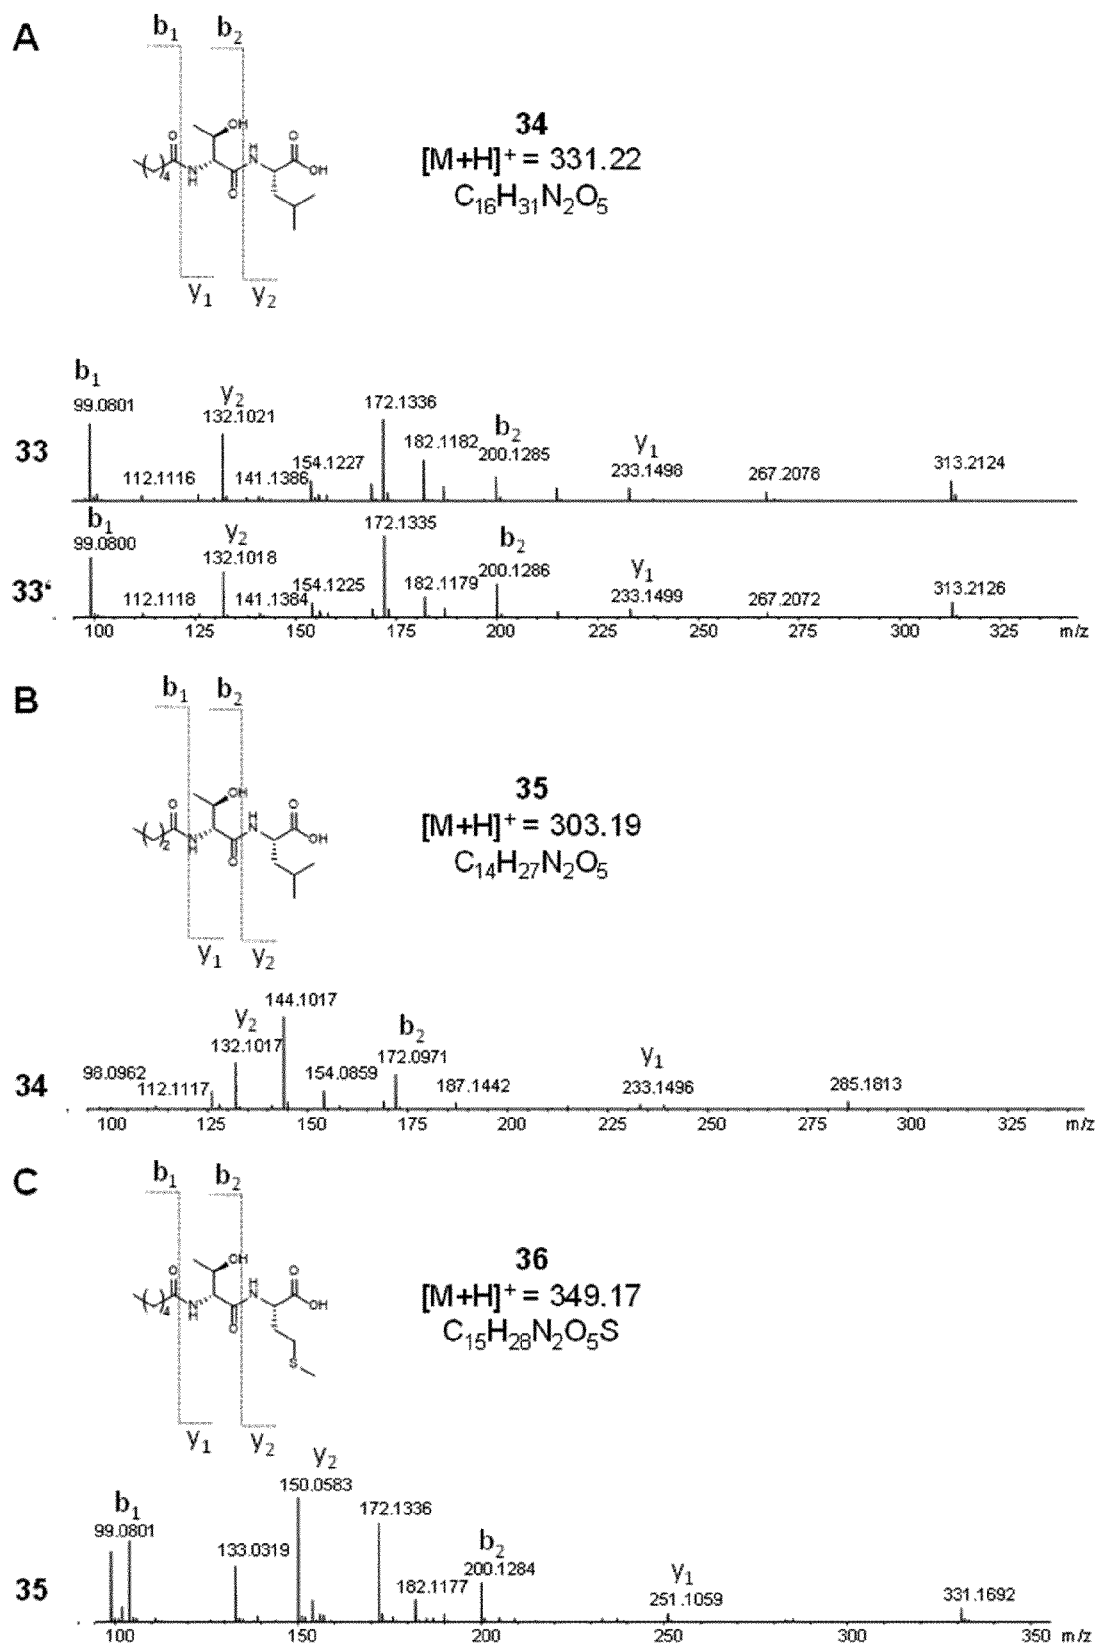 A
b₁ b₂
OH
O
O
4
N
H
O
H
N
OH
y₁ y₂
34
[M+H]⁺ = 331.22
C₁₆H₃₁N₂O₅
b₁
99.0801
y₂
132.1021
172.1336
182.1182
b₂
200.1285
y₁
233.1498
267.2078
313.2124
112.1116
141.1386
154.1227
33
b₁
99.0800
y₂
132.1018
172.1335
b₂
200.1286
y₁
233.1499
267.2072
313.2126
112.1118
141.1384
154.1225
182.1179
33‘
100 125 150 175 200 225 250 275 300 325 m/z
B
b₁ b₂
OH
O
O
2
N
H
O
H
N
OH
y₁ y₂
35
[M+H]⁺ = 303.19
C₁₄H₂₇N₂O₅
144.1017
y₂
132.1017
b₂
172.0971
y₁
98.0962
112.1117
154.0859
187.1442
233.1496
285.1813
34
100 125 150 175 200 225 250 275 300 325 m/z
C
b₁ b₂
OH
O
O
4
N
H
O
H
N
OH
S
y₁ y₂
36
[M+H]⁺ = 349.17
C₁₅H₂₈N₂O₅S
y₂
150.0583
b₁
99.0801
172.1336
133.0319
b₂
200.1284
182.1177
y₁
251.1059
331.1692
35
100 150 200 250 300 350 m/z